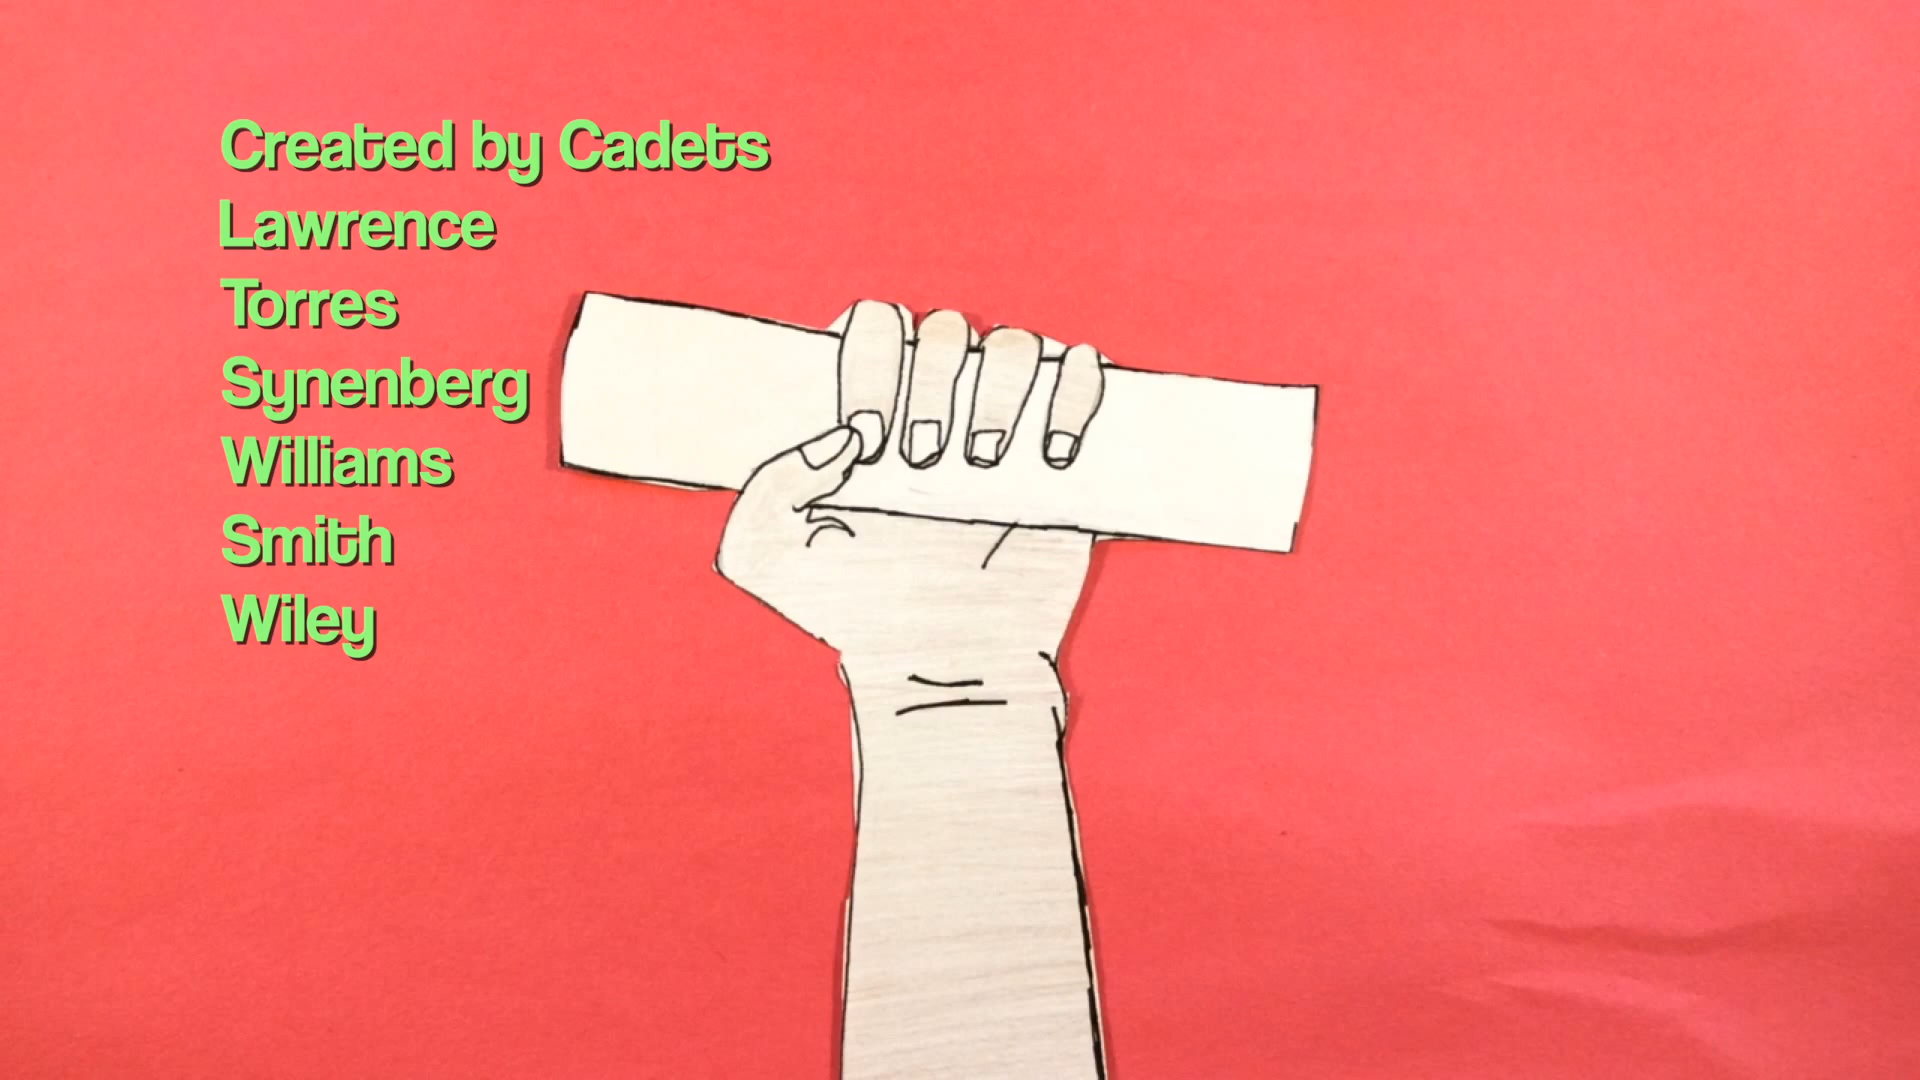 Created by Cadets
Lawrence
Torres
Synenberg
Williams
Smith
Wiley